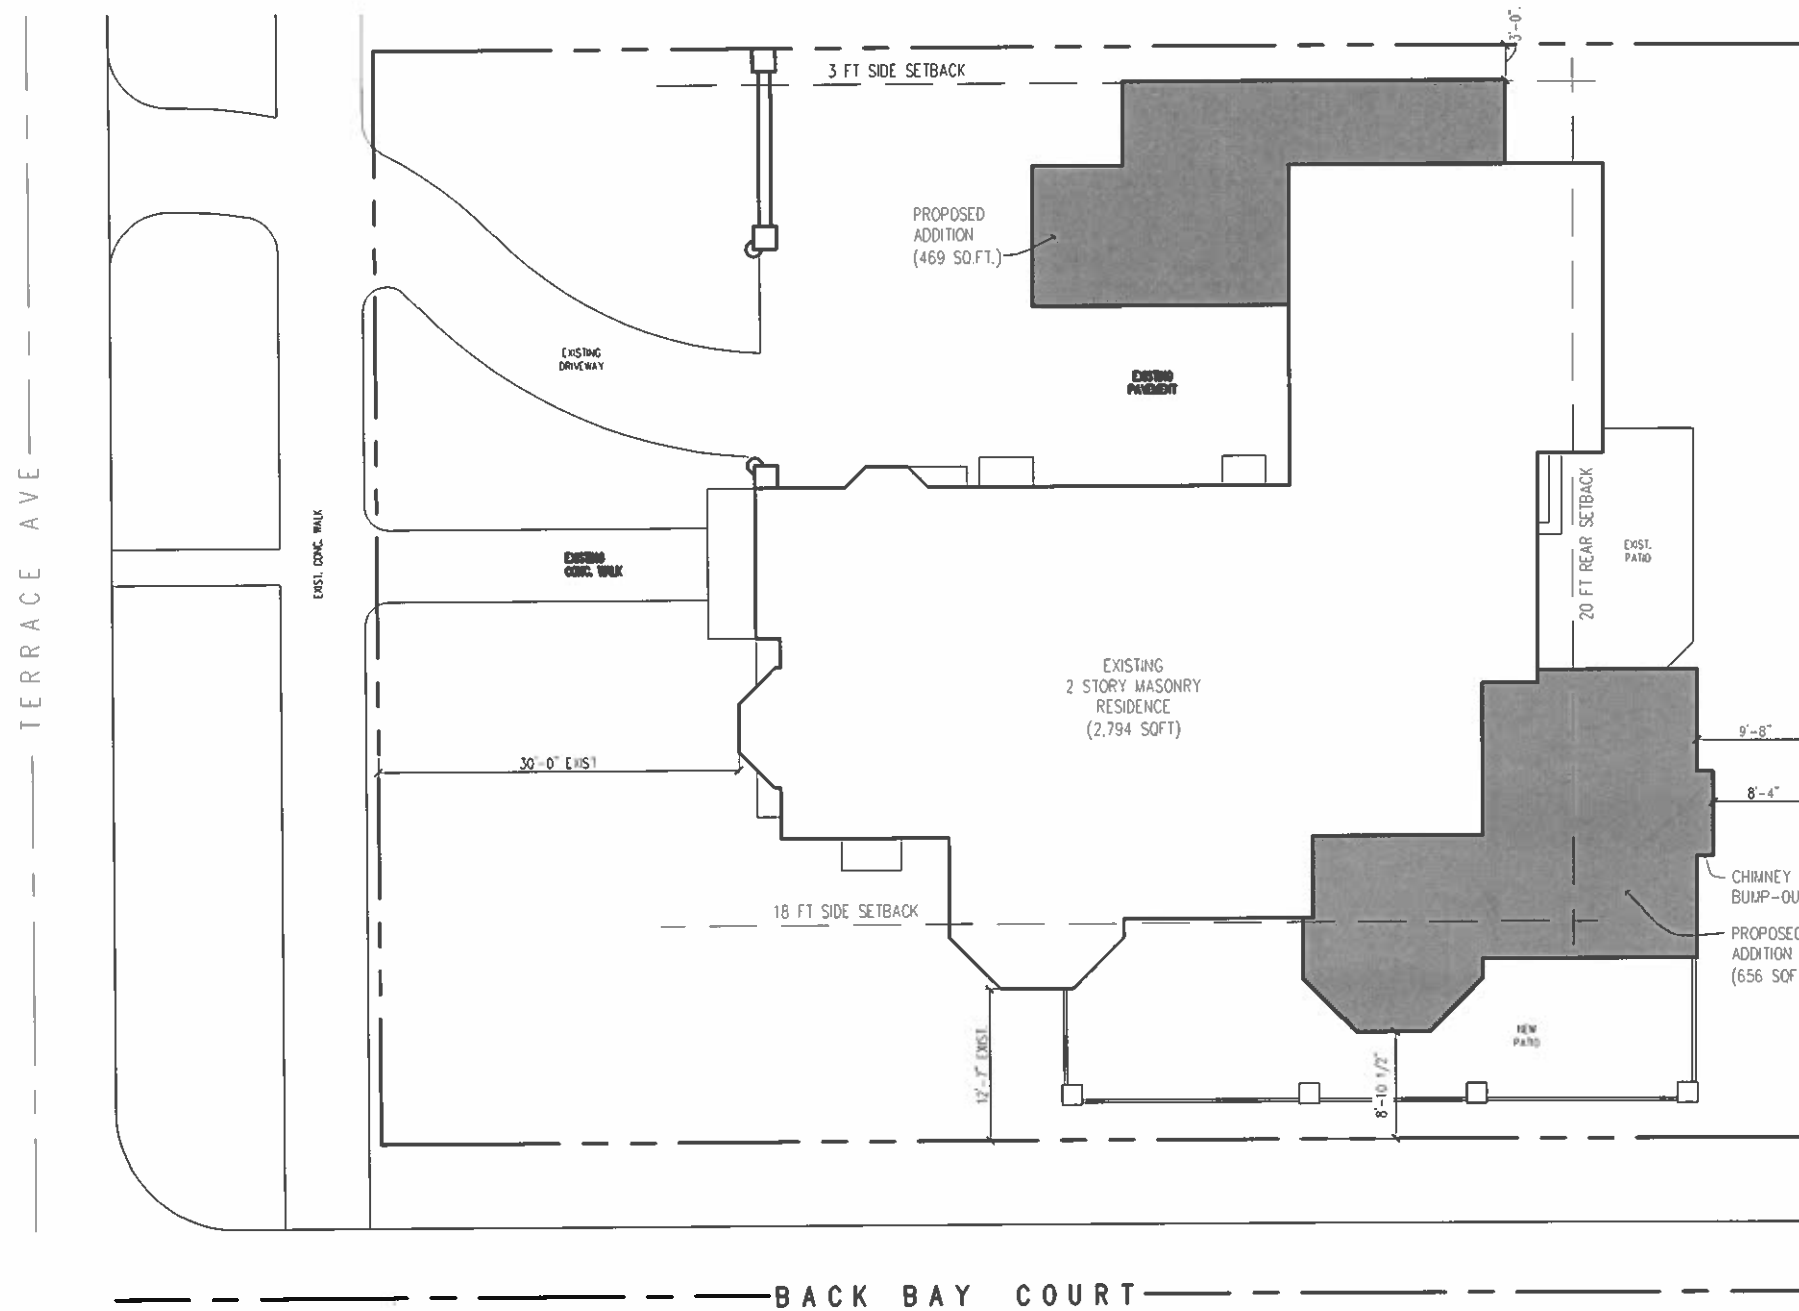 3'-0"
3 FT SIDE SETBACK
PROPOSED
ADDITION
(469 SQ.FT.)
EXISTING
DRIVEWAY
EXISTING
PAVEMENT
TERRACE AVE
EXIST. CONC. WALK
EXISTING
CONC. WALK
20 FT REAR SETBACK
EXIST.
PATIO
EXISTING
2 STORY MASONRY
RESIDENCE
(2,794 SQFT)
9'-8"
30'-0" EXIST
8'-4"
CHIMNEY
BUMP-OU
18 FT SIDE SETBACK
PROPOSED
ADDITION
(656 SQF
NEW
PATIO
12'-7" EXIST.
8'-10 1/2"
BACK BAY COURT